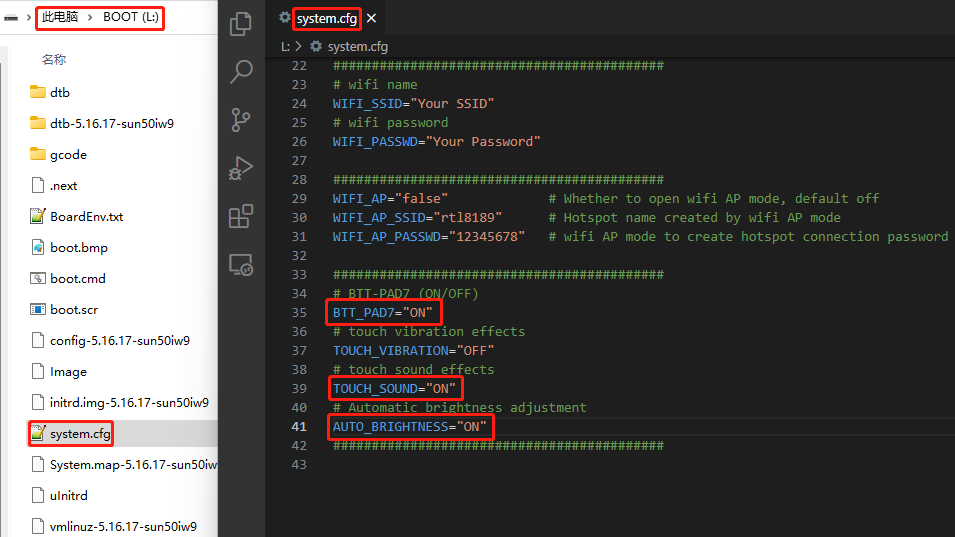 此电脑 > BOOT (L:)
名称
dtb
dtb-5.16.17-sun50iw9
gcode
.next
BoardEnv.txt
boot.bmp
boot.cmd
boot.scr
config-5.16.17-sun50iw9
Image
initrd.img-5.16.17-sun50iw9
system.cfg
System.map-5.16.17-sun50iw
uInitrd
vmlinuz-5.16.17-sun50iw9
system.cfg
L: > system.cfg
22 ###########################################
23 # wifi name
24 WIFI_SSID="Your SSID"
25 # wifi password
26 WIFI_PASSWD="Your Password"
27
28 ###########################################
29 WIFI_AP="false" # Whether to open wifi AP mode, default off
30 WIFI_AP_SSID="rtl8189" # Hotspot name created by wifi AP mode
31 WIFI_AP_PASSWD="12345678" # wifi AP mode to create hotspot connection password
32
33 ###########################################
34 # BTT-PAD7 (ON/OFF)
35 BTT_PAD7="ON"
36 # touch vibration effects
37 TOUCH_VIBRATION="OFF"
38 # touch sound effects
39 TOUCH_SOUND="ON"
40 # Automatic brightness adjustment
41 AUTO_BRIGHTNESS="ON"
42 ###########################################
43